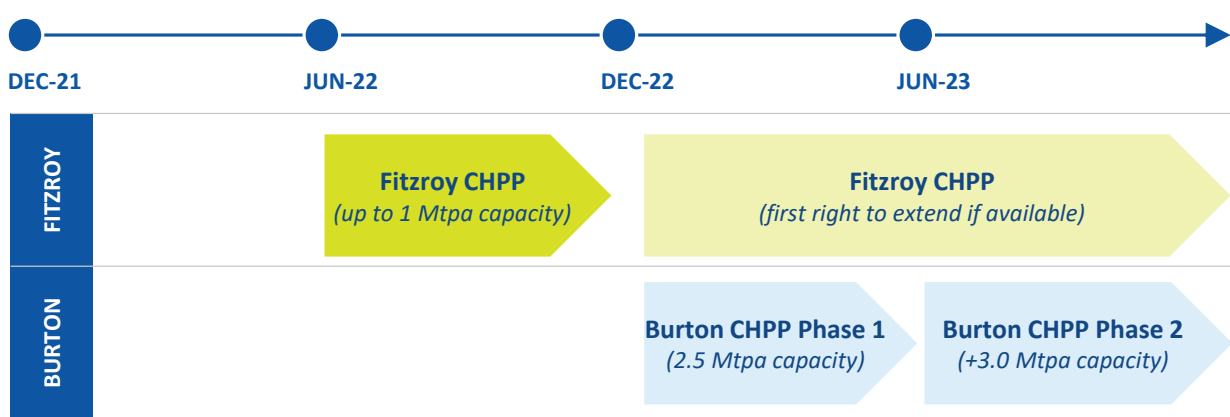 DEC-21
JUN-22
DEC-22
JUN-23
FITZROY
Fitzroy CHPP
(up to 1 Mtpa capacity)
Fitzroy CHPP
(first right to extend if available)
BURTON
Burton CHPP Phase 1
(2.5 Mtpa capacity)
Burton CHPP Phase 2
(+3.0 Mtpa capacity)